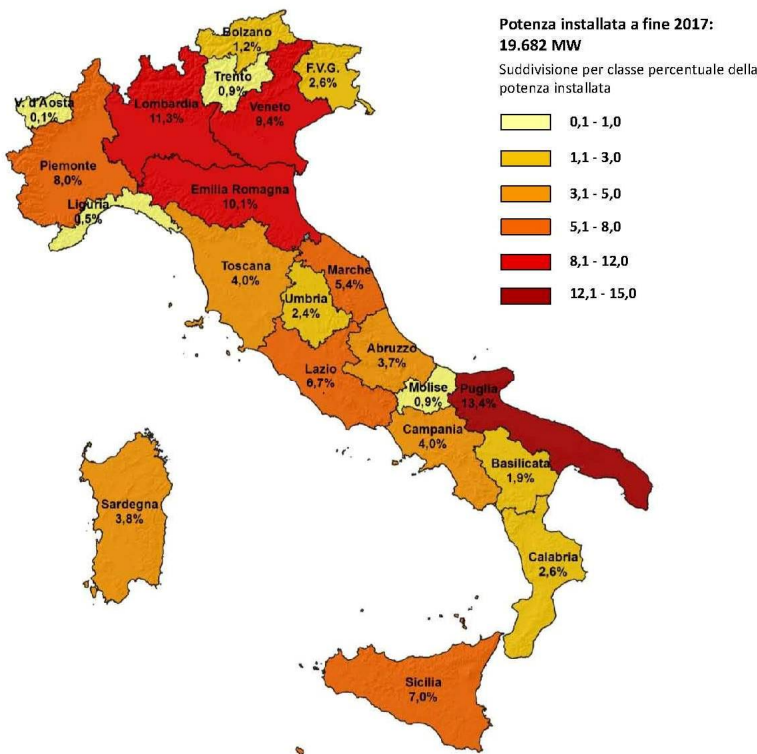 Potenza installata a fine 2017:
19.682 MW
Suddivisione per classe percentuale della
potenza installata
0,1 - 1,0
1,1 - 3,0
3,1 - 5,0
5,1 - 8,0
8,1 - 12,0
12,1 - 15,0
Bolzano
1,2%
Trento
0,9%
F.V.G.
2,6%
V. d'Aosta
0,1%
Lombardia
11,3%
Veneto
9,4%
Piemonte
8,0%
Emilia Romagna
10,1%
Liguria
0,5%
Toscana
4,0%
Marche
5,4%
Umbria
2,4%
Abruzzo
3,7%
Lazio
6,7%
Molise
0,9%
Puglia
13,4%
Campania
4,0%
Basilicata
1,9%
Sardegna
3,8%
Calabria
2,6%
Sicilia
7,0%